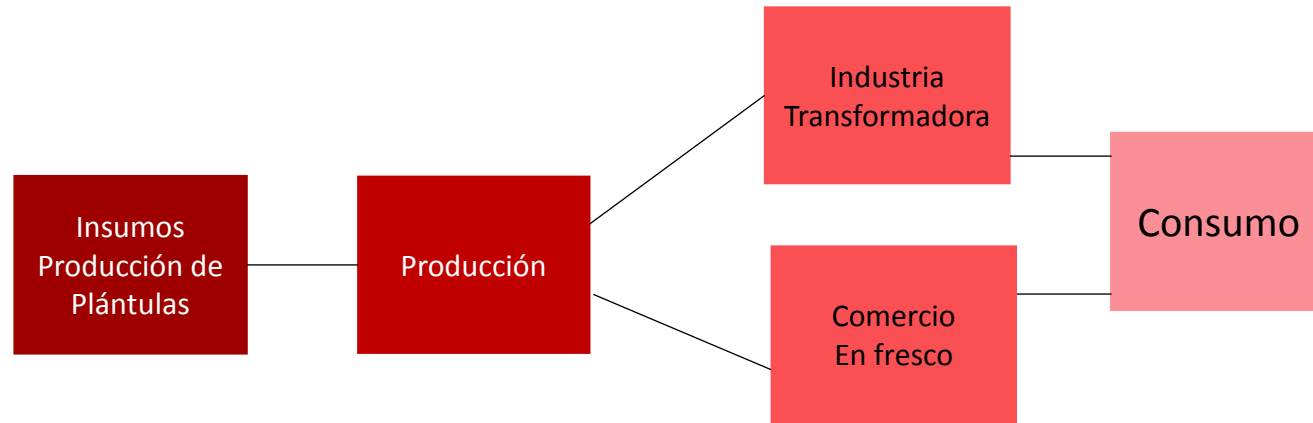 Insumos
Producción de
Plántulas
Producción
Industria
Transformadora
Comercio
En fresco
Consumo